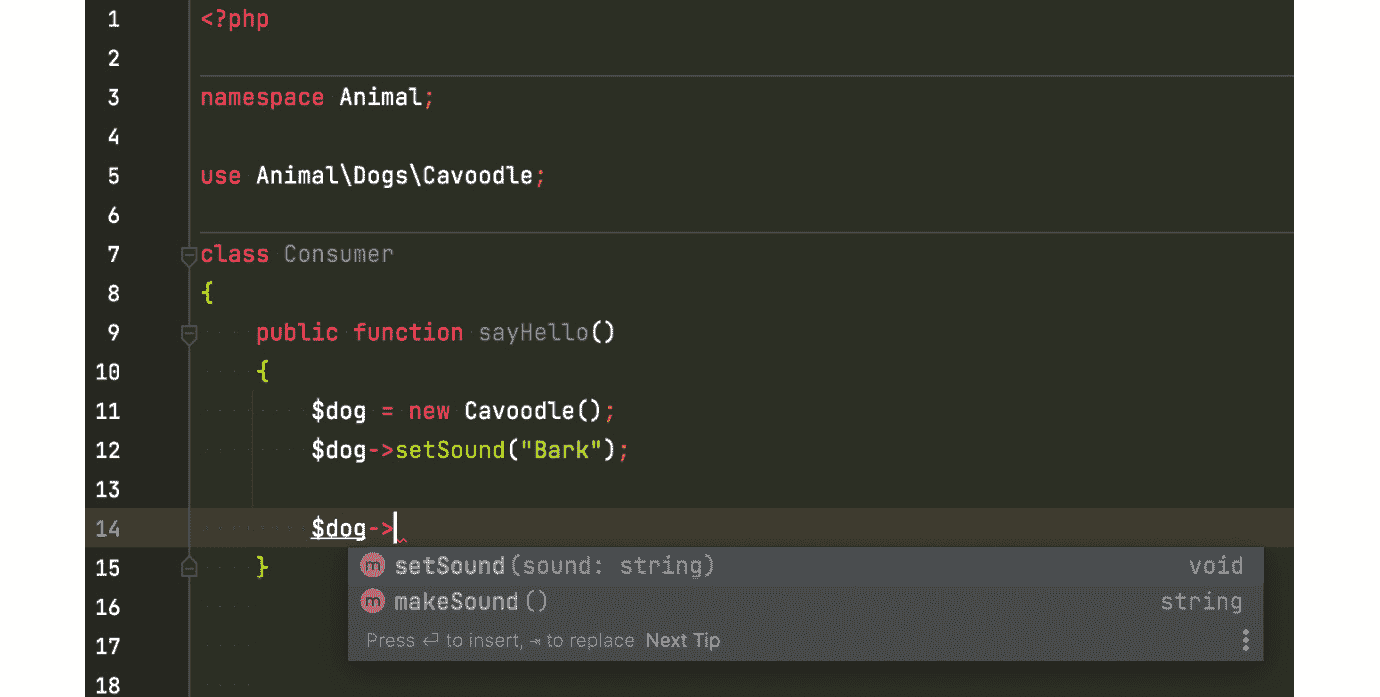 1 <?php
2
3 namespace Animal;
4
5 use Animal\Dogs\Cavoodle;
6
7 class Consumer
8 {
9 public function sayHello()
10 {
11 $dog = new Cavoodle();
12 $dog->setSound("Bark");
13
14 $dog->
15 }
m setSound(sound: string) void
16
m makeSound() string
17
Press ⏎ to insert, ⇥ to replace Next Tip
18